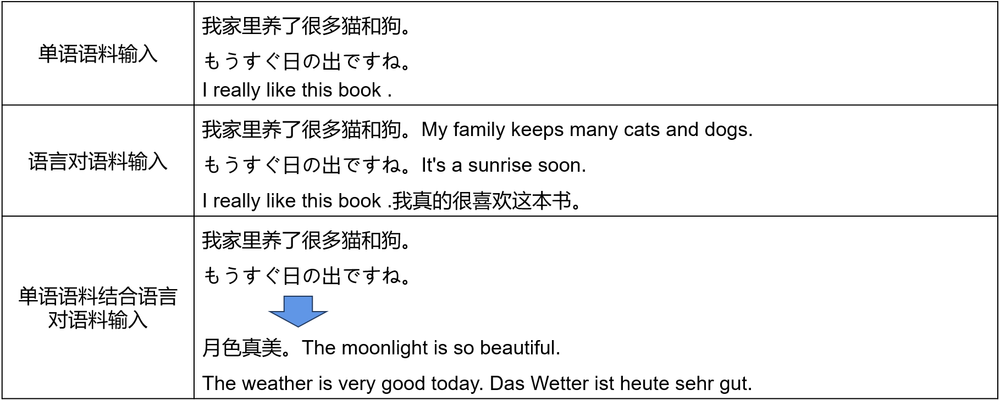 单语语料输入
我家里养了很多猫和狗。
もうすぐ日の出ですね。
I really like this book .
语言对语料输入
我家里养了很多猫和狗。My family keeps many cats and dogs.
もうすぐ日の出ですね。It's a sunrise soon.
I really like this book .我真的很喜欢这本书。
单语语料结合语言
对语料输入
我家里养了很多猫和狗。
もうすぐ日の出ですね。
月色真美。The moonlight is so beautiful.
The weather is very good today. Das Wetter ist heute sehr gut.